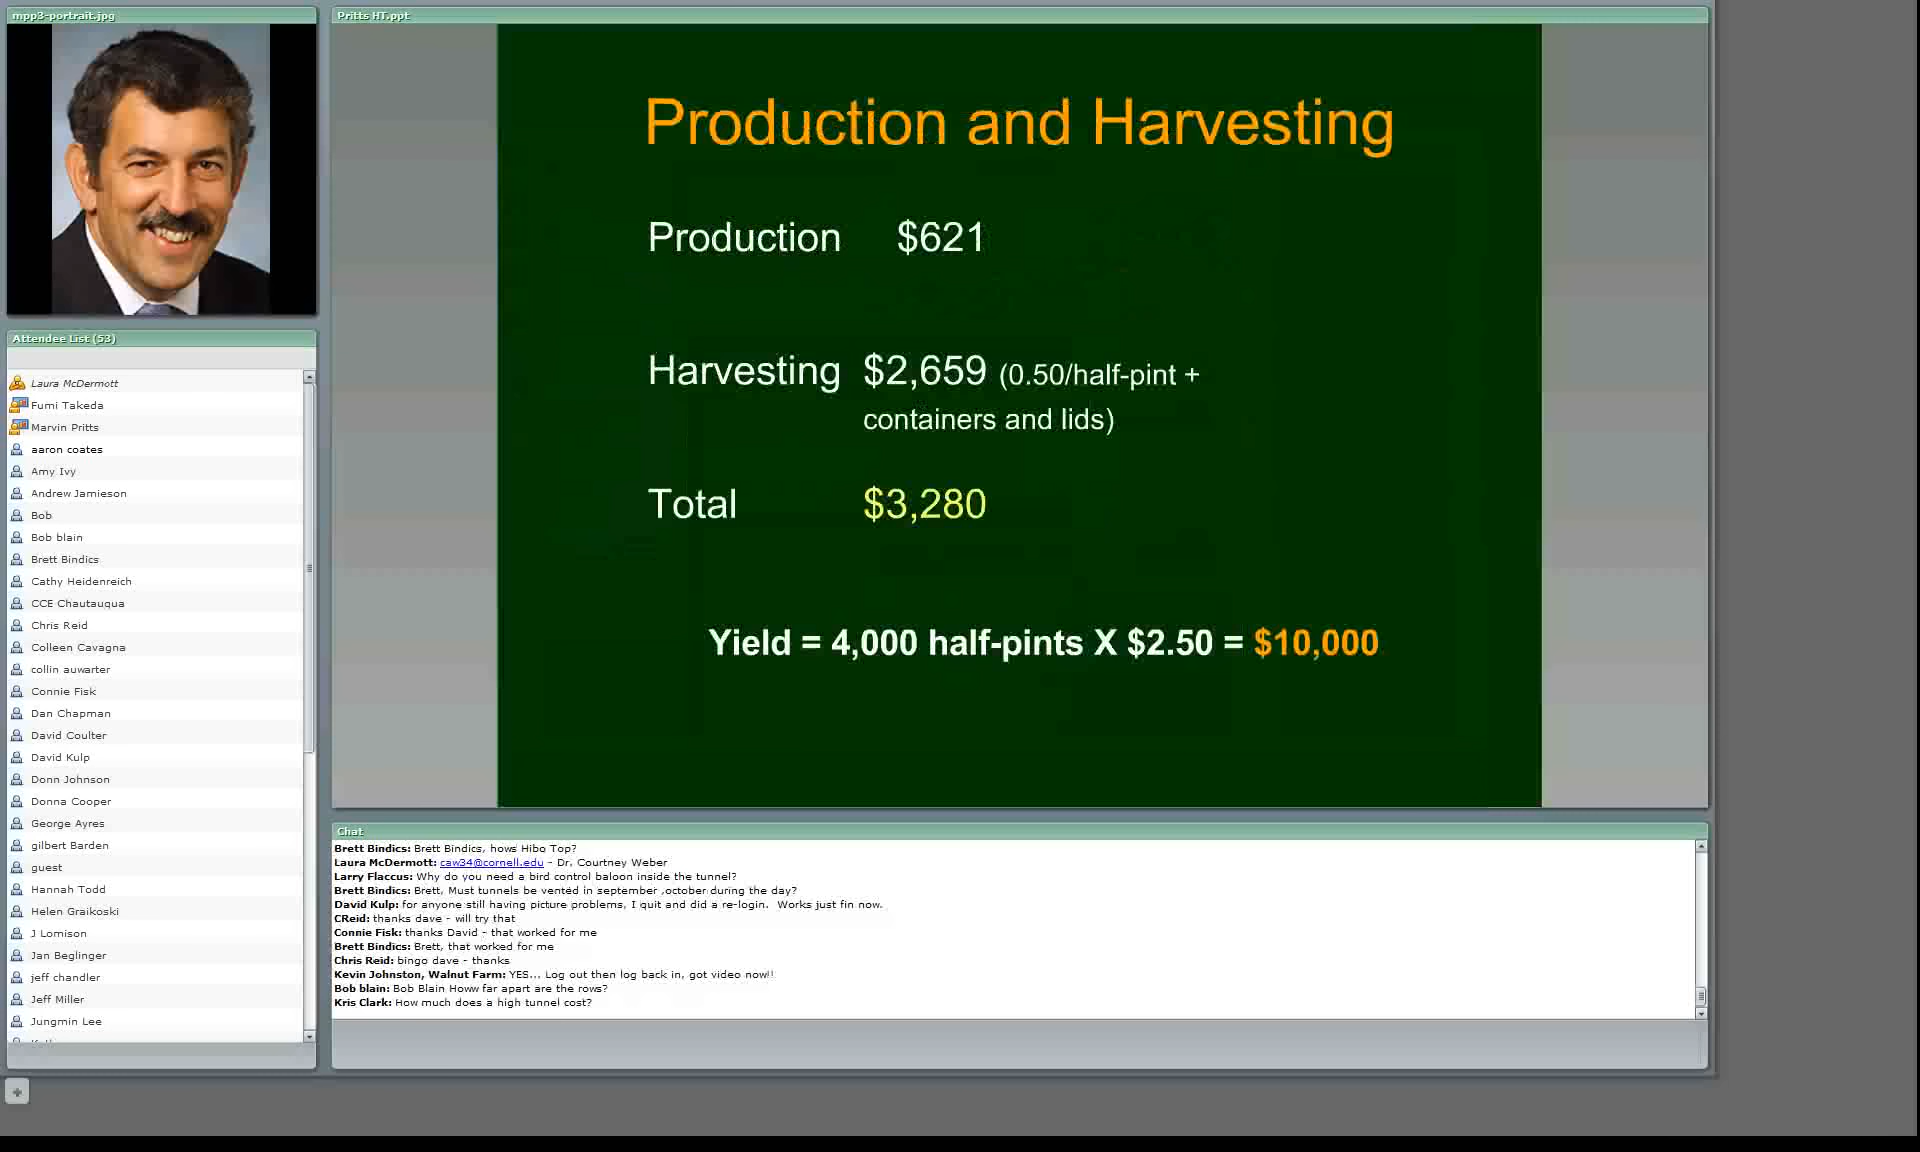 mpp3-portrait.jpg
Attendee List (53)
Laura McDermott
Fumi Takeda
Marvin Pritts
aaron coates
Amy Ivy
Andrew Jamieson
Bob
Bob blain
Brett Bindics
Cathy Heidenreich
CCE Chautauqua
Chris Reid
Colleen Cavagna
collin auwarter
Connie Fisk
Dan Chapman
David Coulter
David Kulp
Donn Johnson
Donna Cooper
George Ayres
gilbert Barden
guest
Hannah Todd
Helen Graikoski
J Lomison
Jan Beglinger
jeff chandler
Jeff Miller
Jungmin Lee
Pritts HT.ppt
Production and Harvesting
Production $621
Harvesting $2,659 (0.50/half-pint +
containers and lids)
Total $3,280
Yield = 4,000 half-pints X $2.50 = $10,000
Chat
Brett Bindics: Brett Bindics, hows Hibo Top?
Laura McDermott: caw34@cornell.edu - Dr. Courtney Weber
Larry Flaccus: Why do you need a bird control baloon inside the tunnel?
Brett Bindics: Brett, Must tunnels be vented in september ,october during the day?
David Kulp: for anyone still having picture problems, I quit and did a re-login. Works just fin now.
CReid: thanks dave - will try that
Connie Fisk: thanks David - that worked for me
Brett Bindics: Brett, that worked for me
Chris Reid: bingo dave - thanks
Kevin Johnston, Walnut Farm: YES... Log out then log back in, got video now!!
Bob blain: Bob Blain Howw far apart are the rows?
Kris Clark: How much does a high tunnel cost?